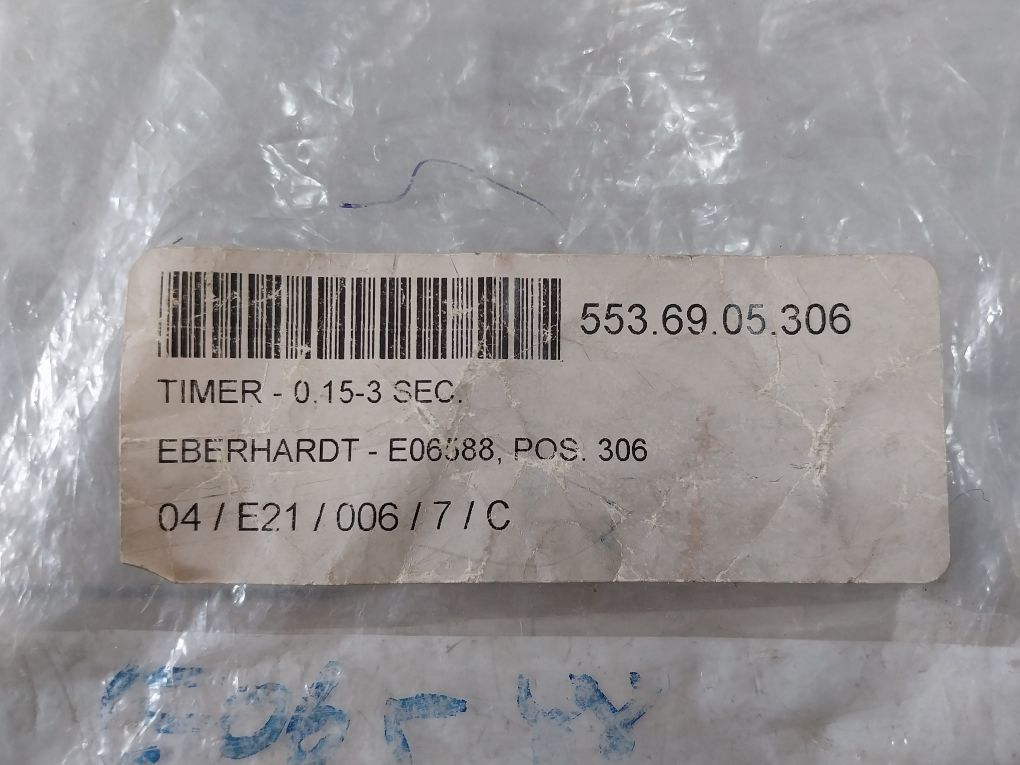 553.69.05.306
TIMER - 0.15-3 SEC.
EBERHARDT - E06588, POS. 306
04 / E21 / 006 / 7 / C